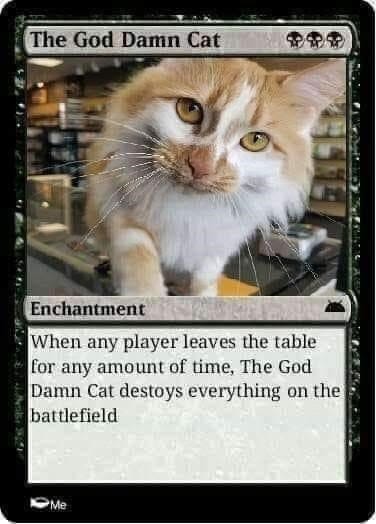 The God Damn Cat
Enchantment
When any player leaves the table
for any amount of time, The God
Damn Cat destoys everything on the
battlefield
Me